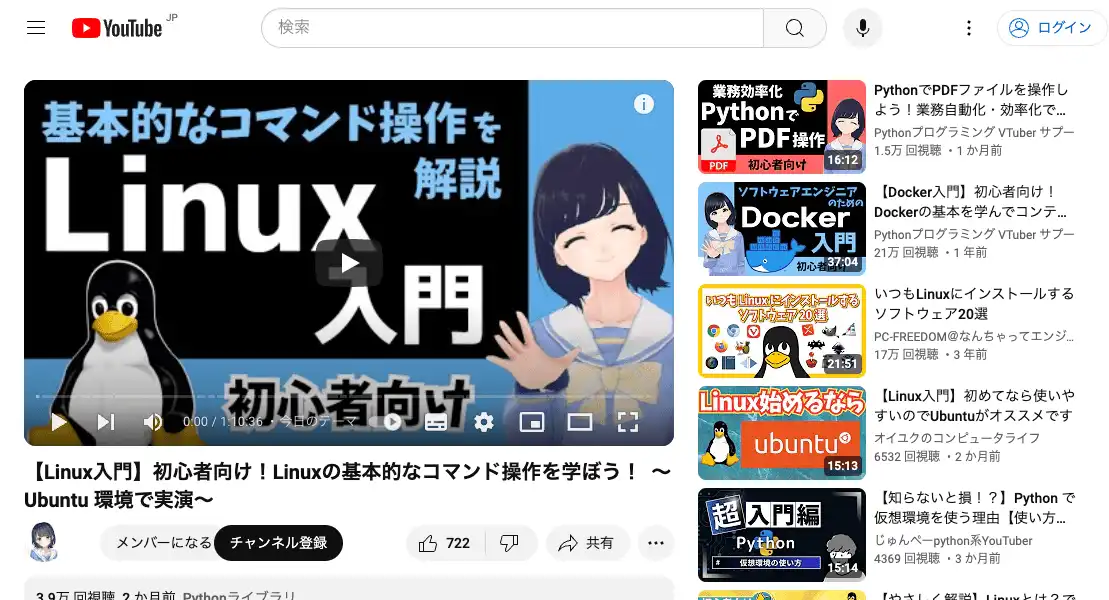 YouTube JP
検索
ログイン
基本的なコマンド操作を
解説
Linux
入門
初心者向け
0:00 / 1:10:36 • 今日のテーマ
【Linux入門】初心者向け！Linuxの基本的なコマンド操作を学ぼう！ 〜
Ubuntu 環境で実演〜
メンバーになる
チャンネル登録
722
共有
3.9万 回視聴 2 か月前 Pythonライブラリ
業務効率化
Pythonで
PDF操作
PDF
初心者向け
16:12
PythonでPDFファイルを操作し
よう！業務自動化・効率化で...
Pythonプログラミング VTuber サプー
1.5万 回視聴 • 1 か月前
ソフトウェアエンジニア
のための
Docker
入門
初心者向け
37:04
【Docker入門】初心者向け！
Dockerの基本を学んでコンテ...
Pythonプログラミング VTuber サプー
21万 回視聴 • 1 年前
いつもLinuxにインストールする
ソフトウェア20選
21:51
いつもLinuxにインストールする
ソフトウェア20選
PC-FREEDOM＠なんちゃってエンジ...
17万 回視聴 • 3 年前
Linux始めるなら
ubuntu
15:13
【Linux入門】初めてなら使いや
すいのでUbuntuがオススメです
オイユクのコンピュータライフ
6532 回視聴 • 2 か月前
超入門編
Python
# 仮想環境の使い方
15:14
【知らないと損！？】Python で
仮想環境を使う理由【使い方...
じゅんぺーpython系YouTuber
4369 回視聴 • 3 か月前
【やさしく解説】Linuxとは？で